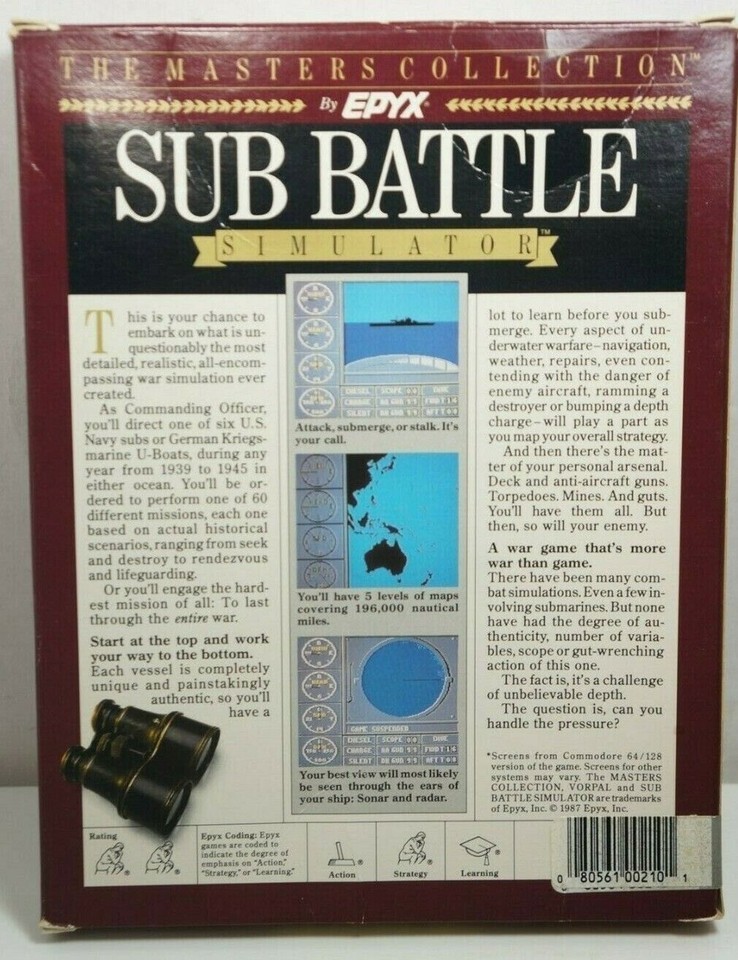 THE MASTERS COLLECTION™
By EPYX®
SUB BATTLE
SIMULATOR™
This is your chance to
embark on what is un-
questionably the most
detailed, realistic, all-encom-
passing war simulation ever
created.
As Commanding Officer,
you'll direct one of six U.S.
Navy subs or German Kriegs-
marine U-Boats, during any
year from 1939 to 1945 in
either ocean. You'll be or-
dered to perform one of 60
different missions, each one
based on actual historical
scenarios, ranging from seek
and destroy to rendezvous
and lifeguarding.
Or you'll engage the hard-
est mission of all: To last
through the entire war.
Start at the top and work
your way to the bottom.
Each vessel is completely
unique and painstakingly
authentic, so you'll
have a
DIESEL SCOPE DIVE
CHARGE
SILENT
Attack, submerge, or stalk. It's
your call.
You'll have 5 levels of maps
covering 196,000 nautical
miles.
GAME SUSPENDED
DIESEL SCOPE DIVE
CHARGE
SILENT
Your best view will most likely
be seen through the ears of
your ship: Sonar and radar.
lot to learn before you sub-
merge. Every aspect of un-
derwater warfare–navigation,
weather, repairs, even con-
tending with the danger of
enemy aircraft, ramming a
destroyer or bumping a depth
charge–will play a part as
you map your overall strategy.
And then there's the mat-
ter of your personal arsenal.
Deck and anti-aircraft guns.
Torpedoes. Mines. And guts.
You'll have them all. But
then, so will your enemy.
A war game that's more
war than game.
There have been many com-
bat simulations. Even a few in-
volving submarines. But none
have had the degree of au-
thenticity, number of varia-
bles, scope or gut-wrenching
action of this one.
The fact is, it's a challenge
of unbelievable depth.
The question is, can you
handle the pressure?
*Screens from Commodore 64/128
version of the game. Screens for other
systems may vary. The MASTERS
COLLECTION, VORPAL and SUB
BATTLE SIMULATOR are trademarks
of Epyx, Inc. © 1987 Epyx, Inc.
Rating
Epyx Coding: Epyx
games are coded to
indicate the degree of
emphasis on "Action,"
"Strategy," or "Learning."
Action
Strategy
Learning
0 80561 00210 1